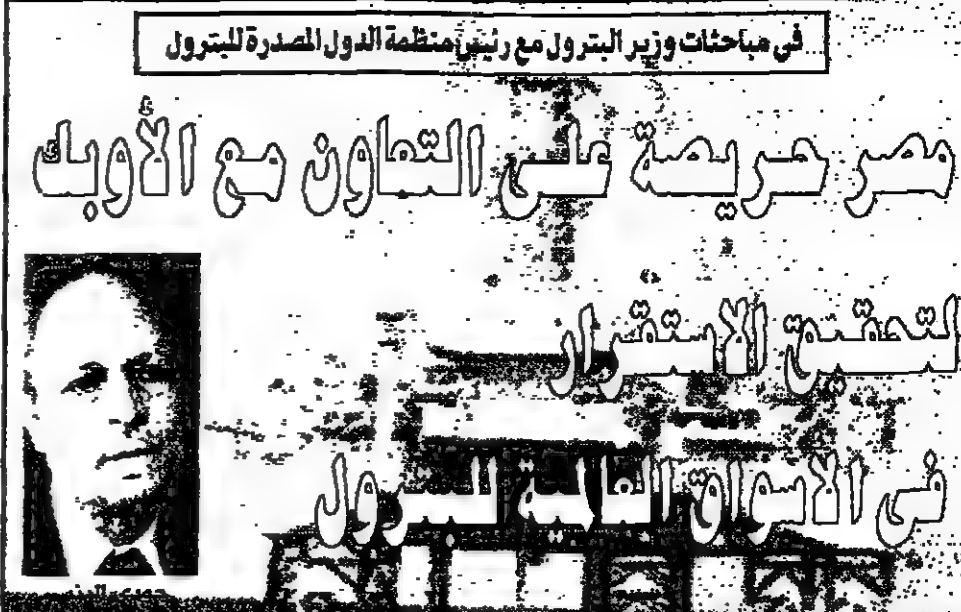 في مباحثات وزير البترول مع رئيس منظمة الدول المصدرة للبترول
مصر حريصة على التعاون مع الأوبك
لتحقيق الاستقرار
فى الأسواق العالمية للبترول